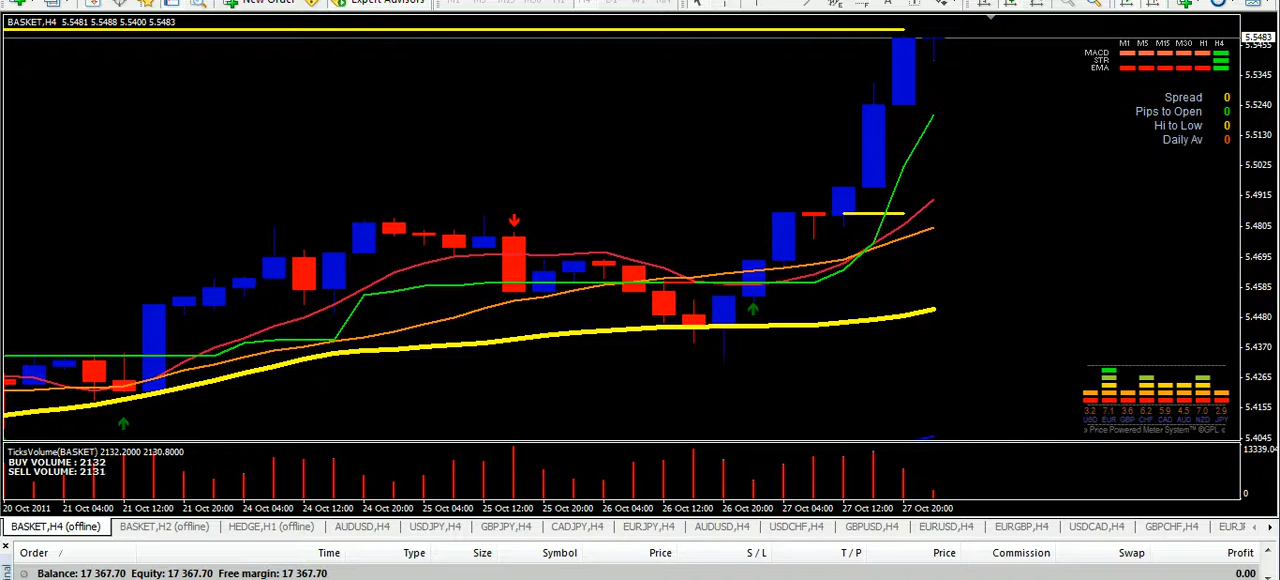 New Order
Expert Advisors
BASKET,H4 5.5481 5.5488 5.5400 5.5483
5.5483
5.5455
5.5345
5.5240
5.5130
5.5025
5.4915
5.4805
5.4695
5.4585
5.4480
5.4370
5.4265
5.4155
5.4045
M1 M5 M15 M30 H1 H4
MACD
STR
EMA
Spread 0
Pips to Open 0
Hi to Low 0
Daily Av 0
3.2 7.1 3.6 6.2 5.9 4.5 7.0 2.9
USD EUR GBP CHF CAD AUD NZD JPY
» Price Powered Meter System™ ©GPL «
TicksVolume(BASKET) 2132.2000 2130.8000
BUY VOLUME : 2132
SELL VOLUME: 2131
13339.04
0
20 Oct 2011 21 Oct 04:00 21 Oct 12:00 21 Oct 20:00 24 Oct 04:00 24 Oct 12:00 24 Oct 20:00 25 Oct 04:00 25 Oct 12:00 25 Oct 20:00 26 Oct 04:00 26 Oct 12:00 26 Oct 20:00 27 Oct 04:00 27 Oct 12:00 27 Oct 20:00
BASKET,H4 (offline) BASKET,H2 (offline) HEDGE,H1 (offline) AUDUSD,H4 USDJPY,H4 GBPJPY,H4 CADJPY,H4 EURJPY,H4 AUDUSD,H4 USDCHF,H4 GBPUSD,H4 EURUSD,H4 EURGBP,H4 USDCAD,H4 GBPCHF,H4 EURJ
Order / Time Type Size Symbol Price S / L T / P Price Commission Swap Profit
Balance: 17 367.70 Equity: 17 367.70 Free margin: 17 367.70 0.00